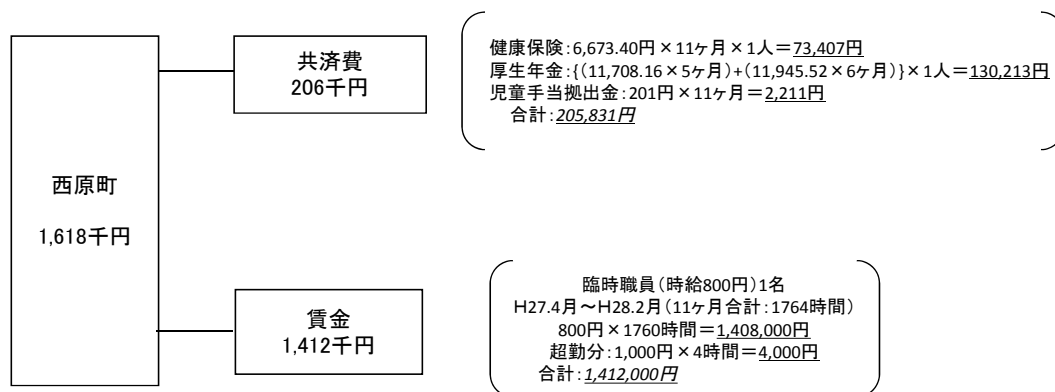 西原町
1,618千円
共済費
206千円
健康保険:6,673.40円×11ヶ月×1人=73,407円
厚生年金:{(11,708.16×5ヶ月)+(11,945.52×6ヶ月)}×1人=130,213円
児童手当拠出金:201円×11ヶ月=2,211円
合計:205,831円
賃金
1,412千円
臨時職員(時給800円)1名
H27.4月~H28.2月(11ヶ月合計:1764時間)
800円×1760時間=1,408,000円
超勤分:1,000円×4時間=4,000円
合計:1,412,000円